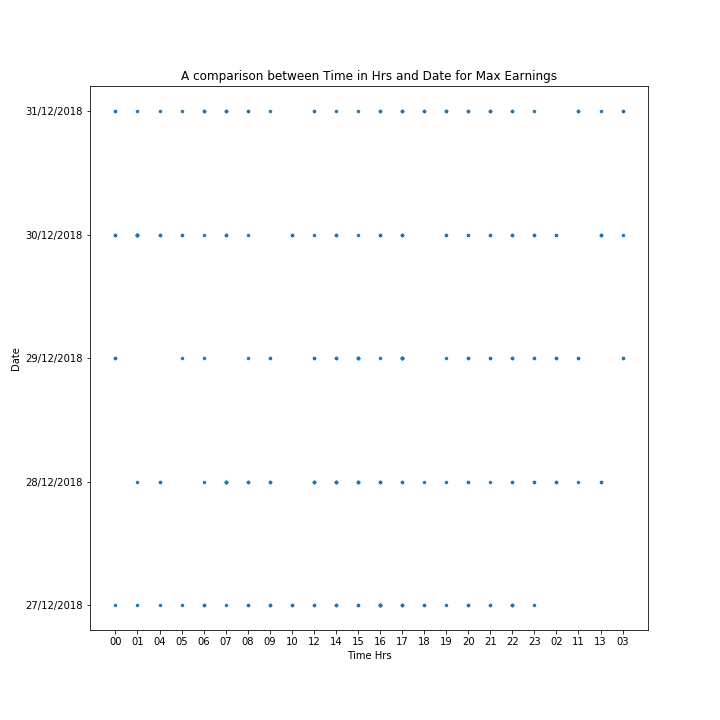 A comparison between Time in Hrs and Date for Max Earnings
31/12/2018
30/12/2018
29/12/2018
28/12/2018
27/12/2018
Date
00 01 04 05 06 07 08 09 10 12 14 15 16 17 18 19 20 21 22 23 02 11 13 03
Time Hrs